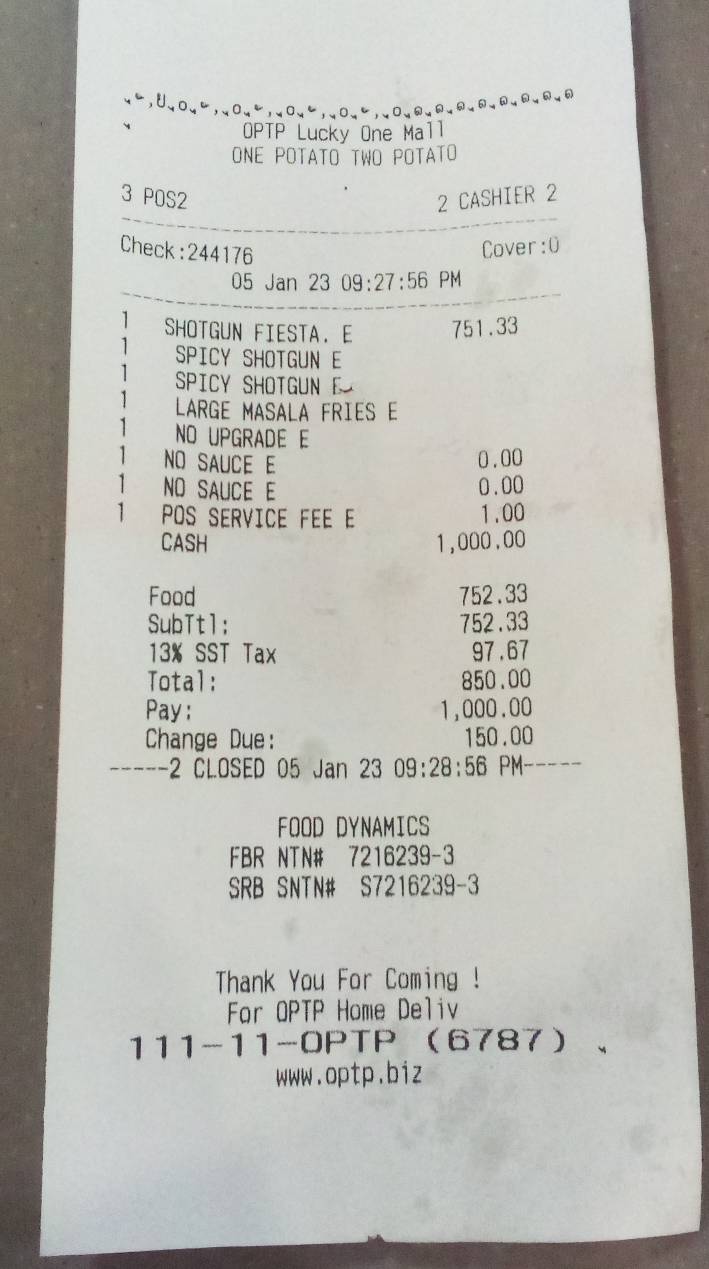 OPTP Lucky One Mall
ONE POTATO TWO POTATO
3 POS2 2 CASHIER 2
Check:244176 Cover:0
05 Jan 23 09:27:56 PM
1 SHOTGUN FIESTA. E 751.33
1 SPICY SHOTGUN E
1 SPICY SHOTGUN E
1 LARGE MASALA FRIES E
1 NO UPGRADE E
1 NO SAUCE E 0.00
1 NO SAUCE E 0.00
1 POS SERVICE FEE E 1.00
CASH 1,000.00
Food 752.33
SubTtl: 752.33
13% SST Tax 97.67
Total: 850.00
Pay: 1,000.00
Change Due: 150.00
-----2 CLOSED 05 Jan 23 09:28:56 PM-----
FOOD DYNAMICS
FBR NTN# 7216239-3
SRB SNTN# S7216239-3
Thank You For Coming !
For OPTP Home Deliv
111-11-OPTP (6787)
www.optp.biz